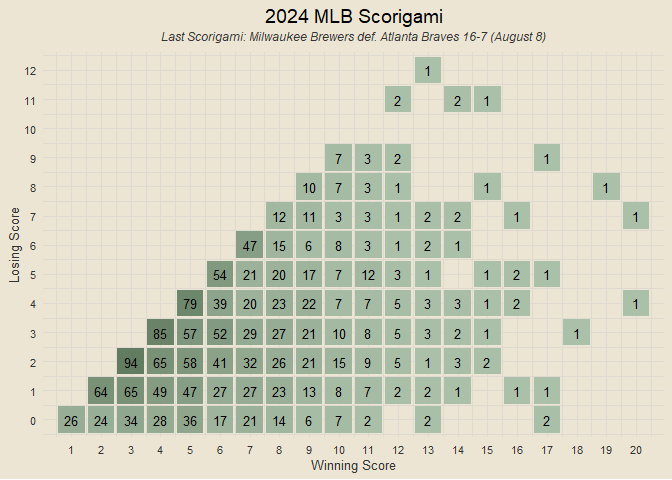 2024 MLB Scorigami
Last Scorigami: Milwaukee Brewers def. Atlanta Braves 16-7 (August 8)
Losing Score
12 1
11 2 2 1
10
9 7 3 2 1
8 10 7 3 1 1 1
7 12 11 3 3 1 2 2 1 1
6 47 15 6 8 3 1 2 1
5 54 21 20 17 7 12 3 1 1 2 1
4 79 39 20 23 22 7 7 5 3 3 1 2 1
3 85 57 52 29 27 21 10 8 5 3 2 1 1
2 94 65 58 41 32 26 21 15 9 5 1 3 2
1 64 65 49 47 27 27 23 13 8 7 2 2 1 1 1
0 26 24 34 28 36 17 21 14 6 7 2 2 2
1 2 3 4 5 6 7 8 9 10 11 12 13 14 15 16 17 18 19 20
Winning Score